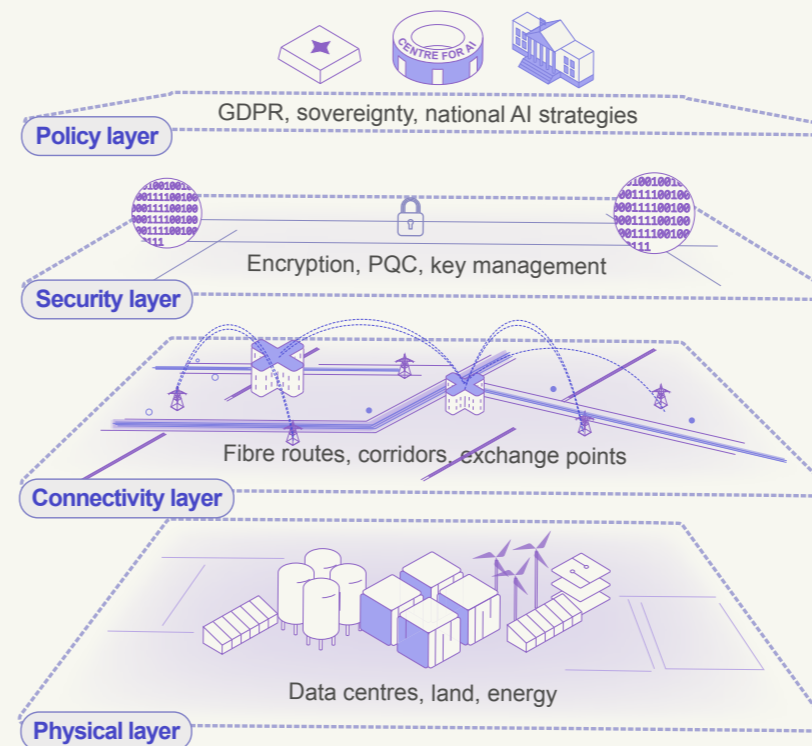 CENTRE FOR AI
GDPR, sovereignty, national AI strategies
Policy layer
Encryption, PQC, key management
Security layer
Fibre routes, corridors, exchange points
Connectivity layer
Data centres, land, energy
Physical layer